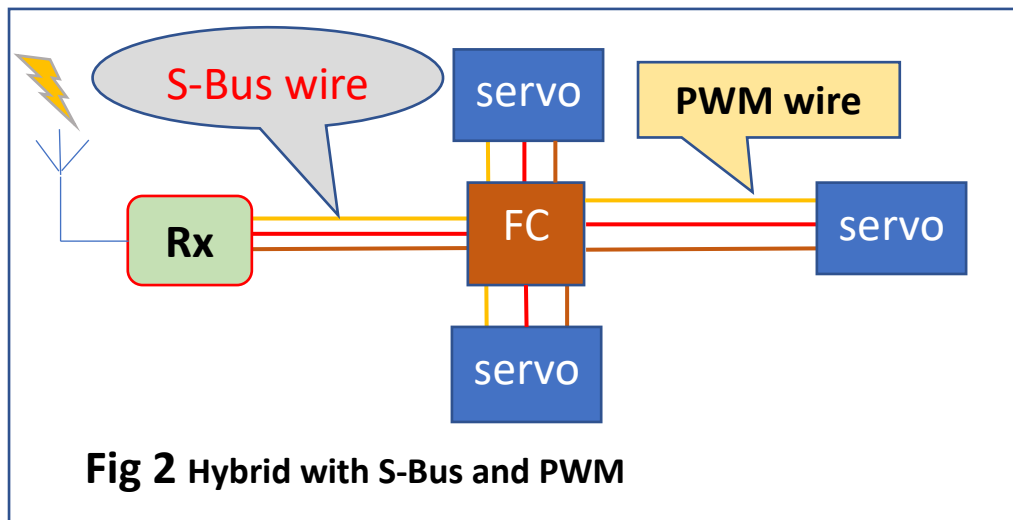 S-Bus wire
servo
PWM wire
Rx
FC
servo
servo
Fig 2 Hybrid with S-Bus and PWM